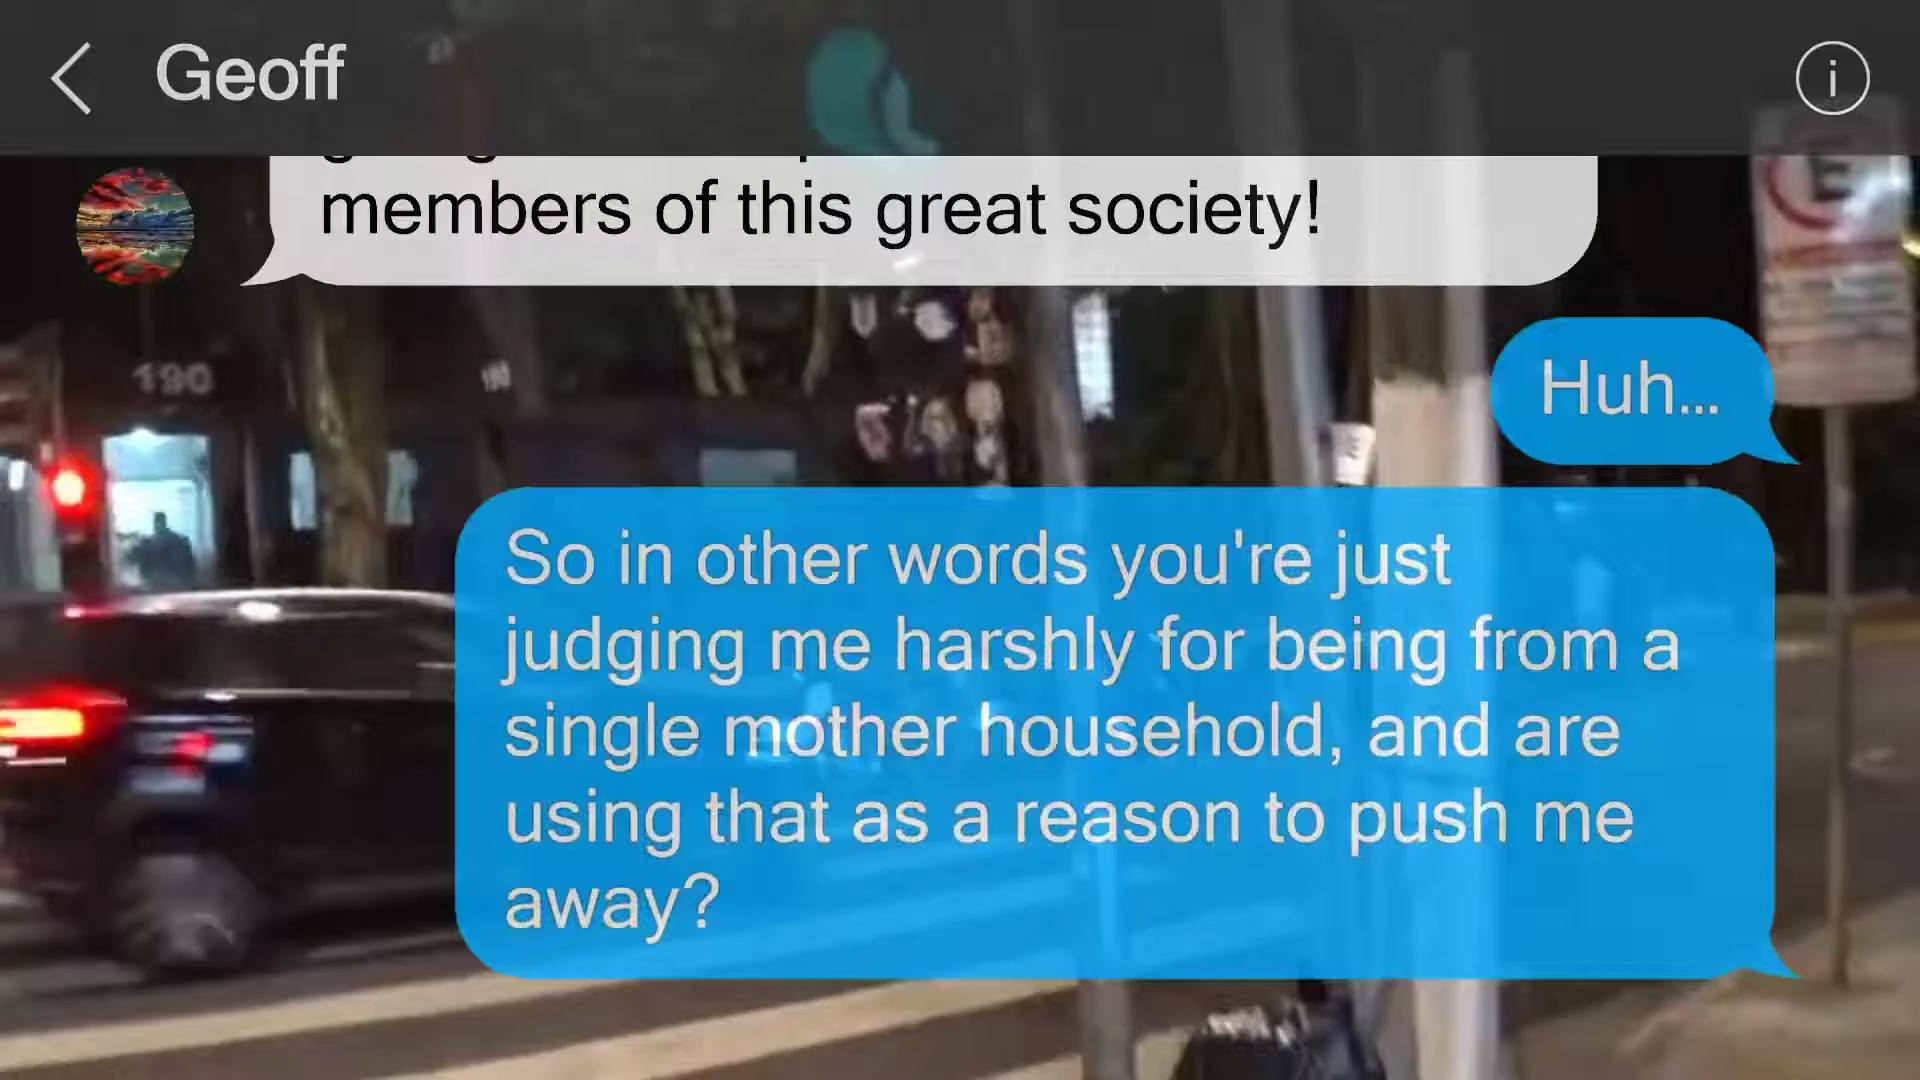 Geoff
members of this great society!
190
Huh...
So in other words you're just
judging me harshly for being from a
single mother household, and are
using that as a reason to push me
away?